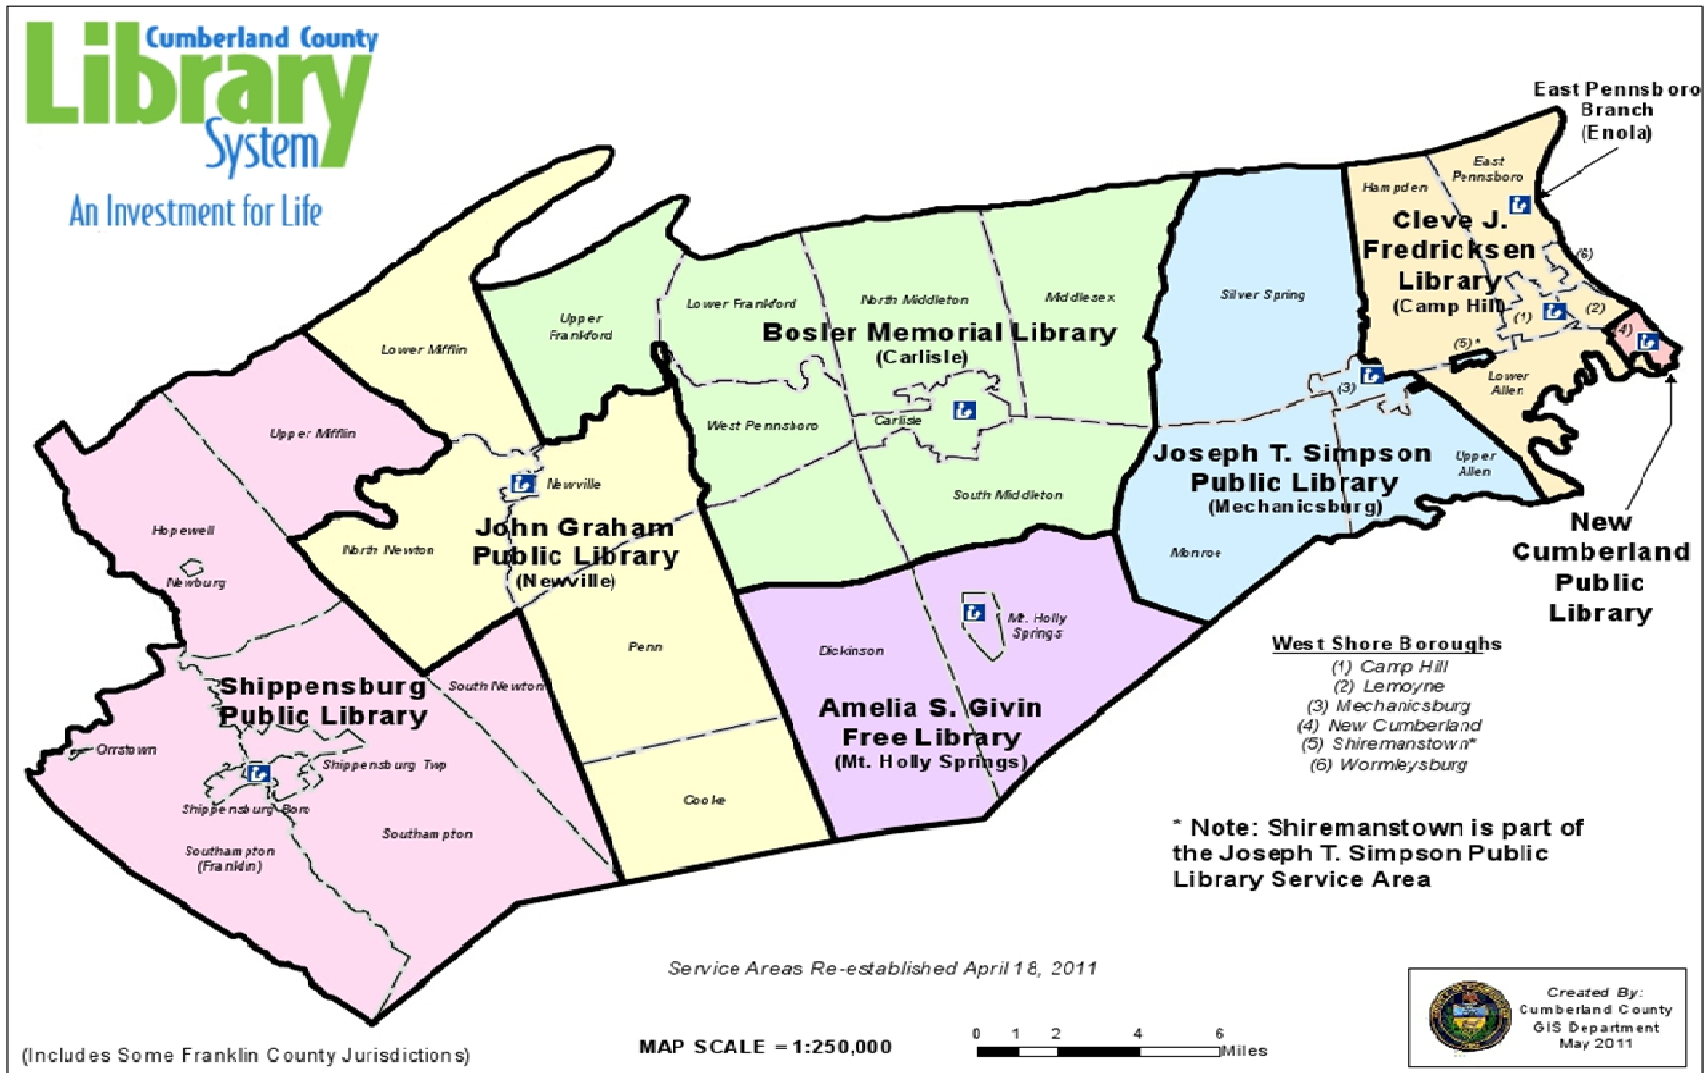 Cumberland County
Library
System
An Investment for Life
East Pennsboro
Branch
(Enola)
East
Pennsboro
Hampden
Cleve J.
Fredricksen
Library
(Camp Hill)
(6)
(1)
(2)
(4)
(5)*
Lower
Allen
Silver Spring
(3)
Joseph T. Simpson
Public Library
(Mechanicsburg)
Upper
Allen
Monroe
New
Cumberland
Public
Library
Lower Frankford
North Middleton
Middlesex
Upper
Frankford
Bosler Memorial Library
(Carlisle)
West Pennsboro
Carlisle
South Middleton
Lower Mifflin
Newville
John Graham
Public Library
(Newville)
North Newton
Penn
Cooke
Upper Mifflin
Hopewell
Newburg
Shippensburg
Public Library
South Newton
Orrstown
Shippensburg Twp
Shippensburg Boro
Southampton
(Franklin)
Southampton
Mt. Holly
Springs
Dickinson
Amelia S. Givin
Free Library
(Mt. Holly Springs)
West Shore Boroughs
(1) Camp Hill
(2) Lemoyne
(3) Mechanicsburg
(4) New Cumberland
(5) Shiremanstown*
(6) Wormleysburg
* Note: Shiremanstown is part of
the Joseph T. Simpson Public
Library Service Area
Service Areas Re-established April 18, 2011
(Includes Some Franklin County Jurisdictions)
MAP SCALE = 1:250,000
0 1 2 4 6
Miles
Created By:
Cumberland County
GIS Department
May 2011